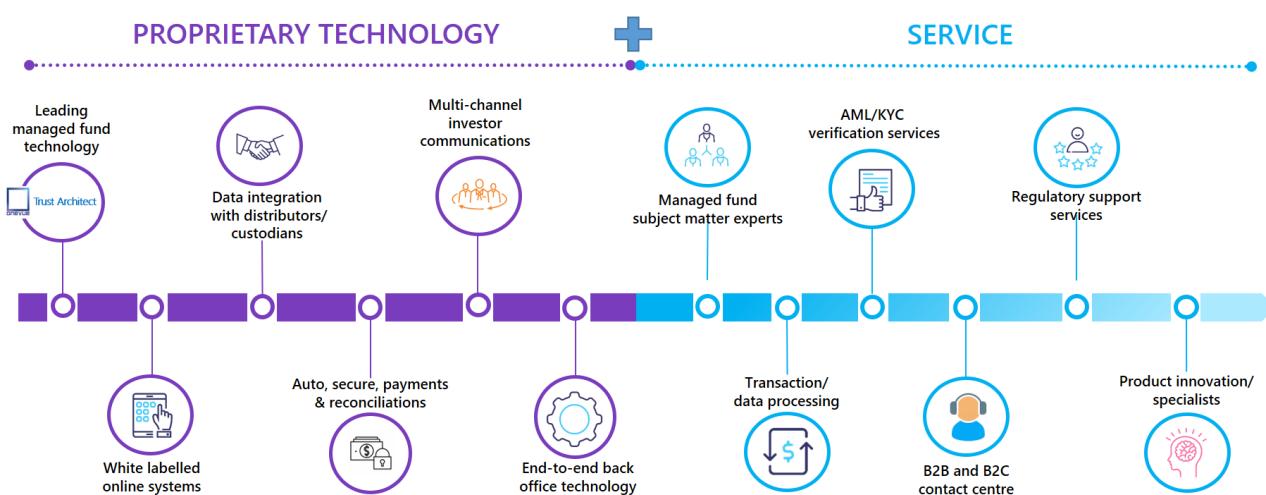 PROPRIETARY TECHNOLOGY
SERVICE
Leading
managed fund
technology
ONEVUE
Trust Architect
White labelled
online systems
Data integration
with distributors/
custodians
Auto, secure, payments
& reconciliations
$
Multi-channel
investor
communications
End-to-end back
office technology
Managed fund
subject matter experts
Transaction/
data processing
$
AML/KYC
verification services
B2B and B2C
contact centre
Regulatory support
services
Product innovation/
specialists